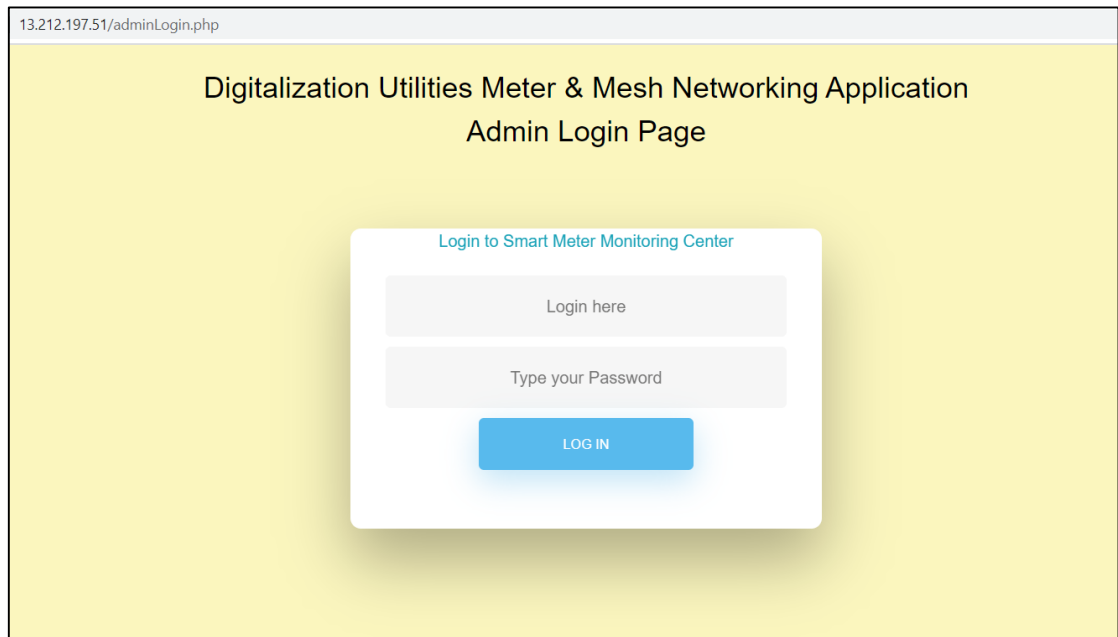 13.212.197.51/adminLogin.php
Digitalization Utilities Meter & Mesh Networking Application
Admin Login Page
Login to Smart Meter Monitoring Center
Login here
Type your Password
LOG IN